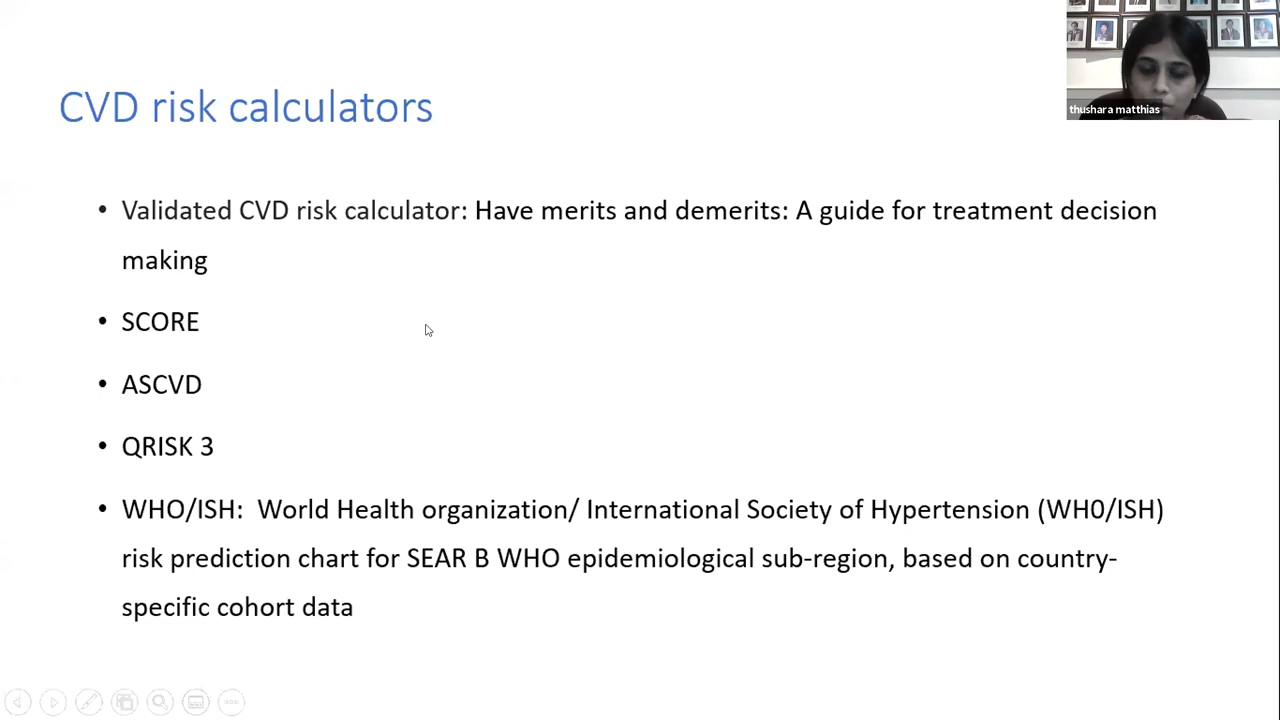 thushara matthias
CVD risk calculators
• Validated CVD risk calculator: Have merits and demerits: A guide for treatment decision
making
• SCORE
• ASCVD
• QRISK 3
• WHO/ISH:  World Health organization/ International Society of Hypertension (WH0/ISH)
risk prediction chart for SEAR B WHO epidemiological sub-region, based on country-
specific cohort data